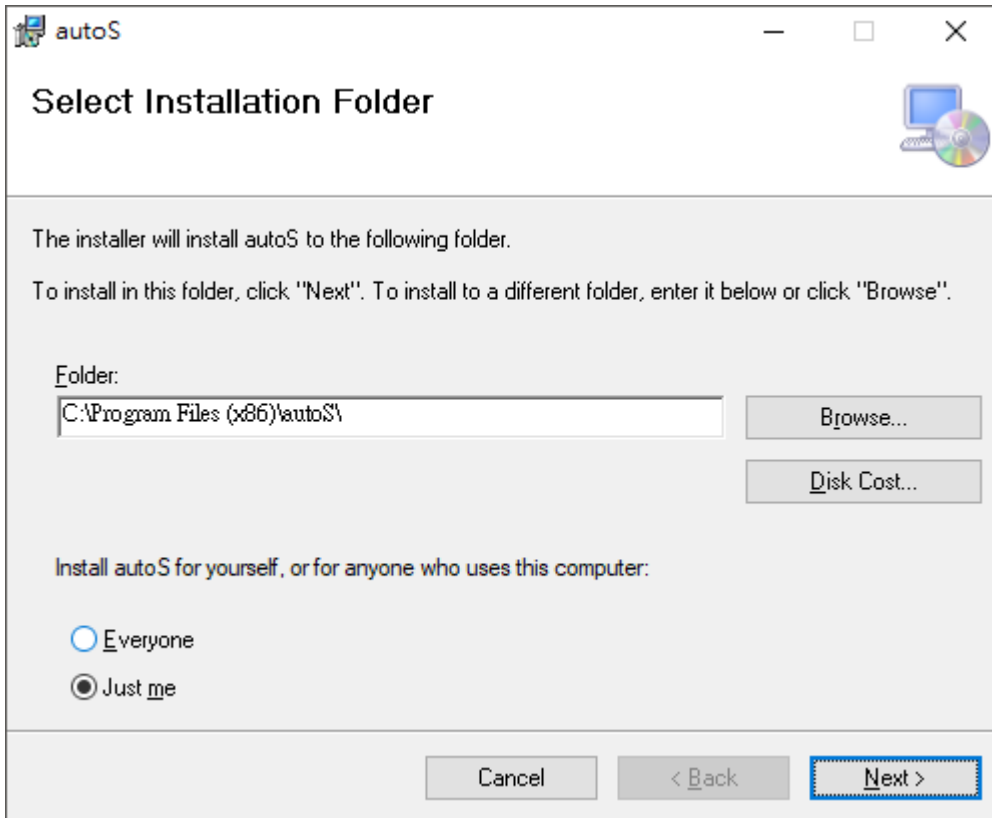 autoS
Select Installation Folder
The installer will install autoS to the following folder.
To install in this folder, click "Next". To install to a different folder, enter it below or click "Browse".
Folder:
C:\Program Files (x86)\autoS\
Browse...
Disk Cost...
Install autoS for yourself, or for anyone who uses this computer:
Everyone
Just me
Cancel
< Back
Next >